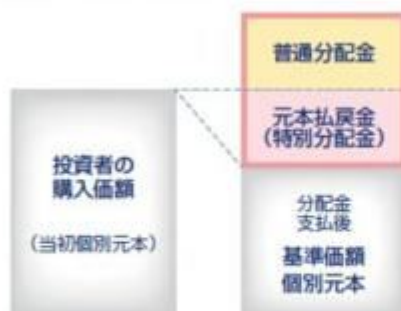 普通分配金
元本払戻金
(特別分配金)
投資者の
購入価額
(当初個別元本)
分配金
支払後
基準価額
個別元本